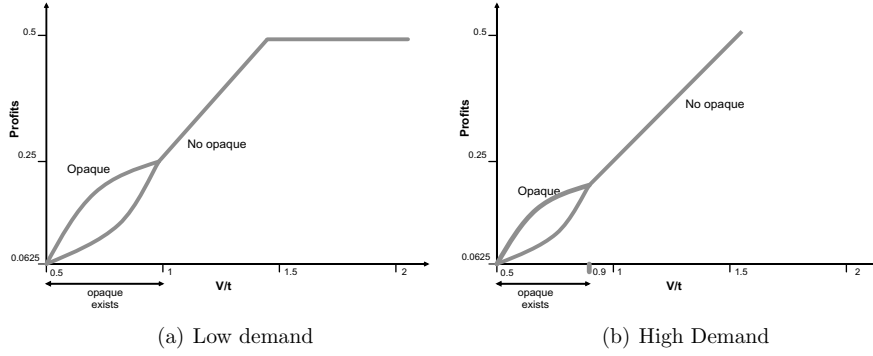 0.5
Profits
No opaque
0.25
Opaque
0.0625
0.5
1
1.5
2
V/t
opaque
exists
(a) Low demand
0.5
Profits
No opaque
0.25
Opaque
0.0625
0.5
0.9
1
1.5
2
V/t
opaque
exists
(b) High Demand